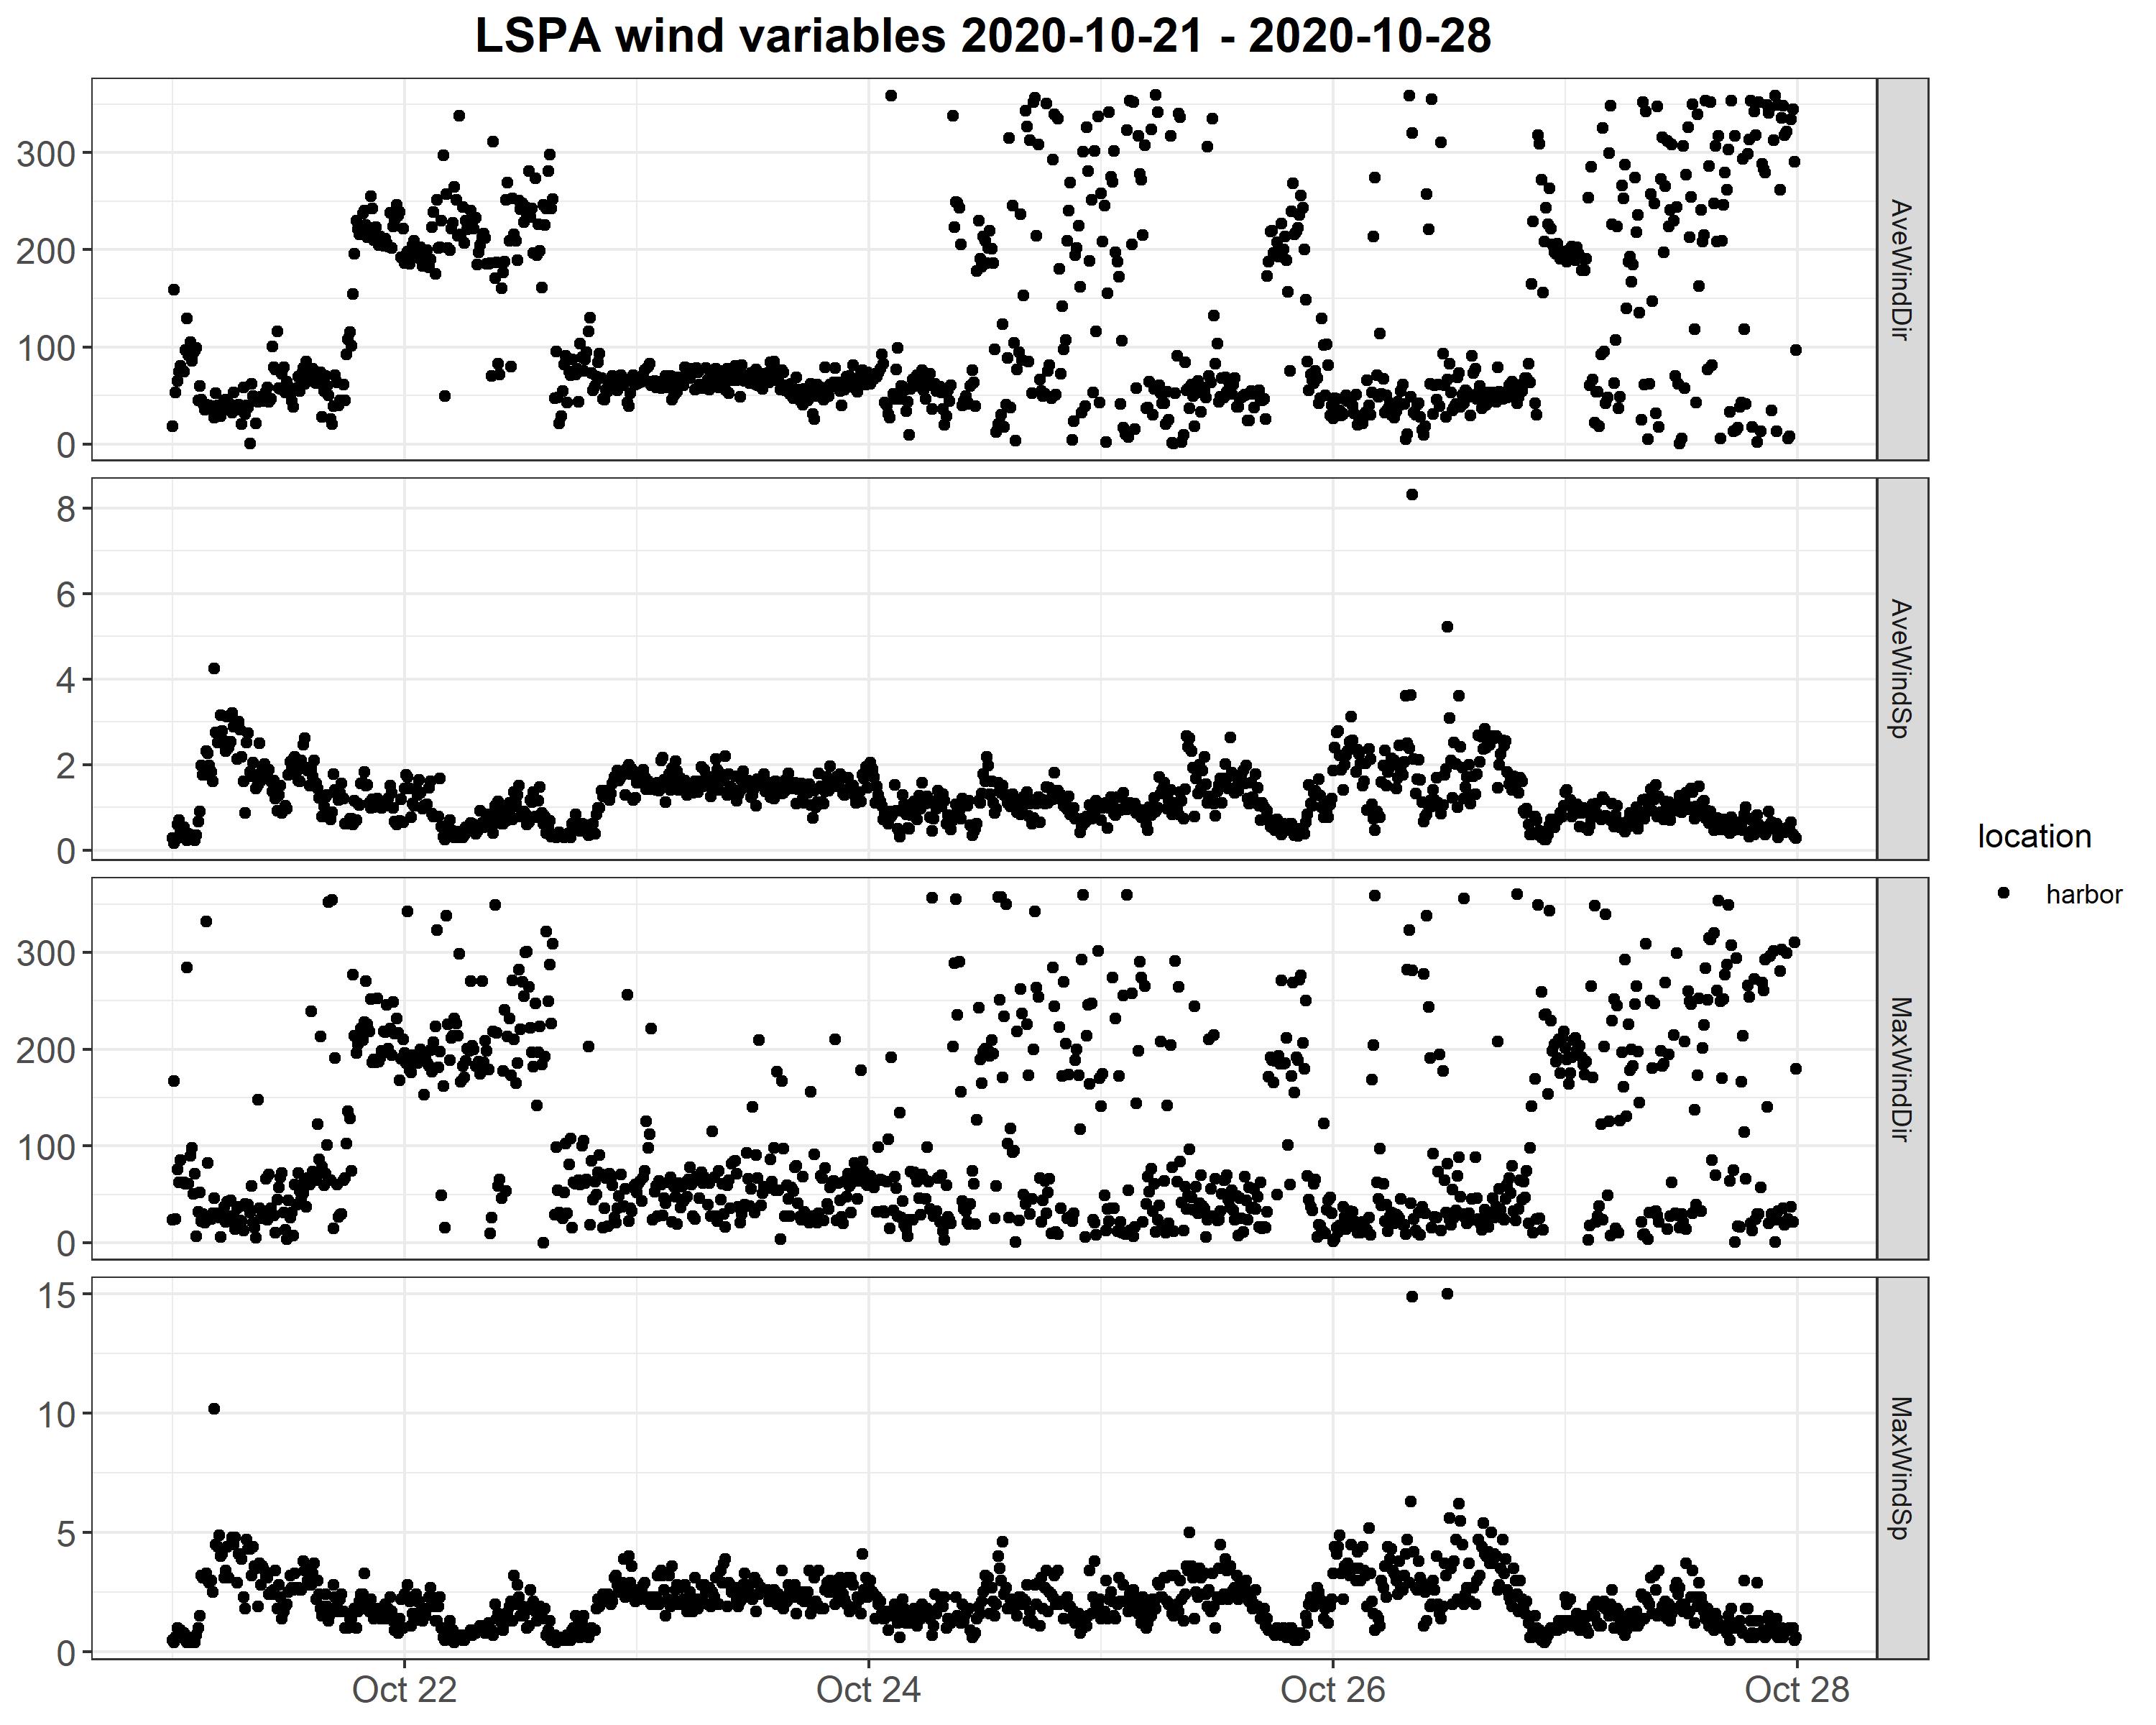 LSPA wind variables 2020-10-21 - 2020-10-28
300
200
100
0
AveWindDir
8
6
4
2
0
AveWindSp
300
200
100
0
MaxWindDir
15
10
5
0
MaxWindSp
Oct 22
Oct 24
Oct 26
Oct 28
location
harbor